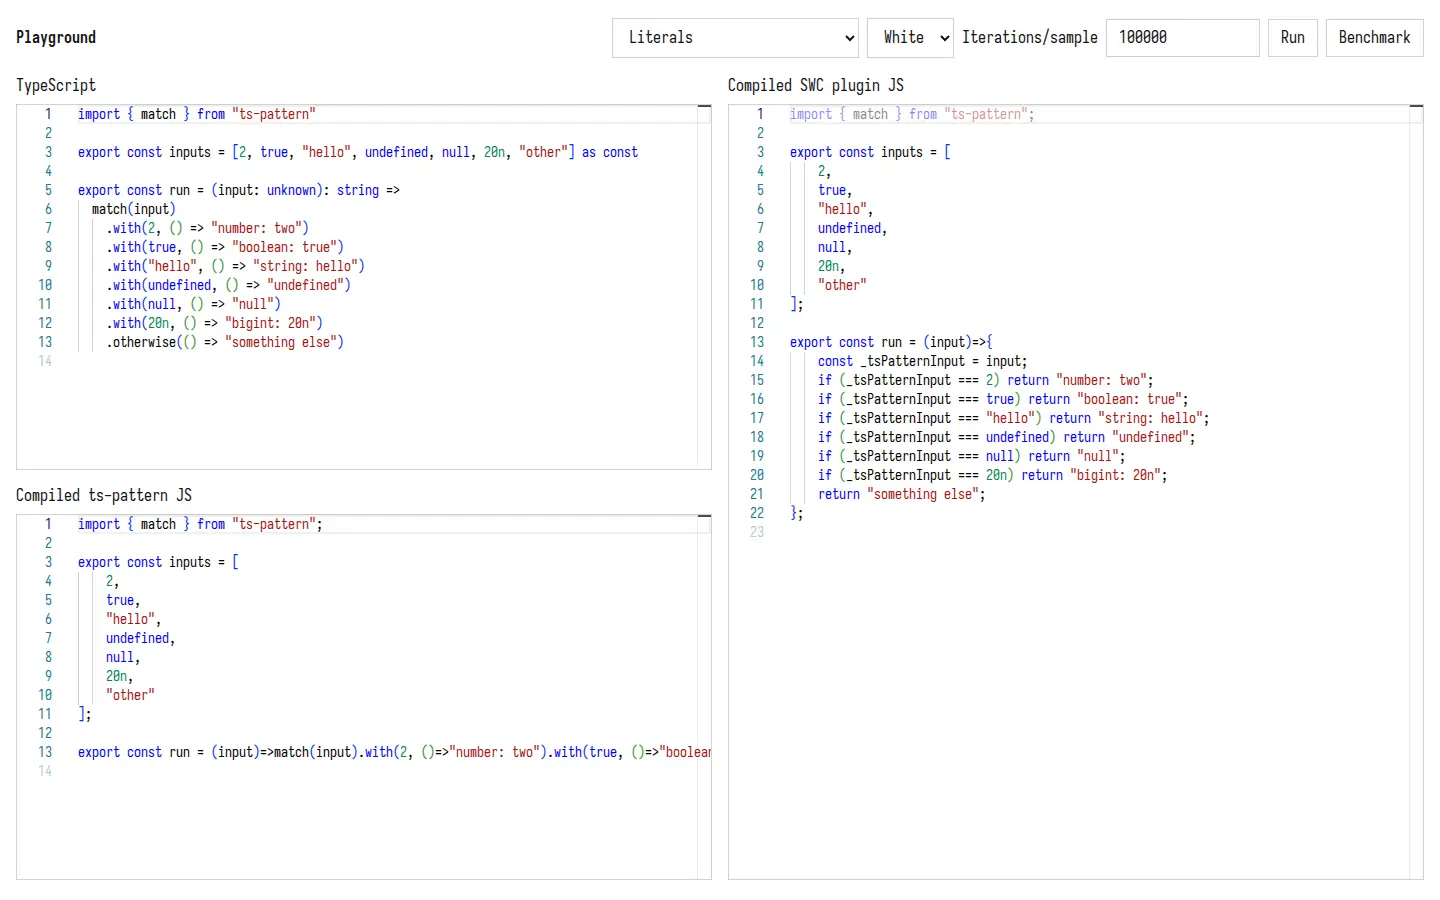 Playground
Literals
White
Iterations/sample
100000
Run
Benchmark
TypeScript
1 import { match } from "ts-pattern"
2
3 export const inputs = [2, true, "hello", undefined, null, 20n, "other"] as const
4
5 export const run = (input: unknown): string =>
6 match(input)
7 .with(2, () => "number: two")
8 .with(true, () => "boolean: true")
9 .with("hello", () => "string: hello")
10 .with(undefined, () => "undefined")
11 .with(null, () => "null")
12 .with(20n, () => "bigint: 20n")
13 .otherwise(() => "something else")
14
Compiled ts-pattern JS
1 import { match } from "ts-pattern";
2
3 export const inputs = [
4 2,
5 true,
6 "hello",
7 undefined,
8 null,
9 20n,
10 "other"
11 ];
12
13 export const run = (input)=>match(input).with(2, ()=>"number: two").with(true, ()=>"boolean
14
Compiled SWC plugin JS
1 import { match } from "ts-pattern";
2
3 export const inputs = [
4 2,
5 true,
6 "hello",
7 undefined,
8 null,
9 20n,
10 "other"
11 ];
12
13 export const run = (input)=>{
14 const _tsPatternInput = input;
15 if (_tsPatternInput === 2) return "number: two";
16 if (_tsPatternInput === true) return "boolean: true";
17 if (_tsPatternInput === "hello") return "string: hello";
18 if (_tsPatternInput === undefined) return "undefined";
19 if (_tsPatternInput === null) return "null";
20 if (_tsPatternInput === 20n) return "bigint: 20n";
21 return "something else";
22 };
23